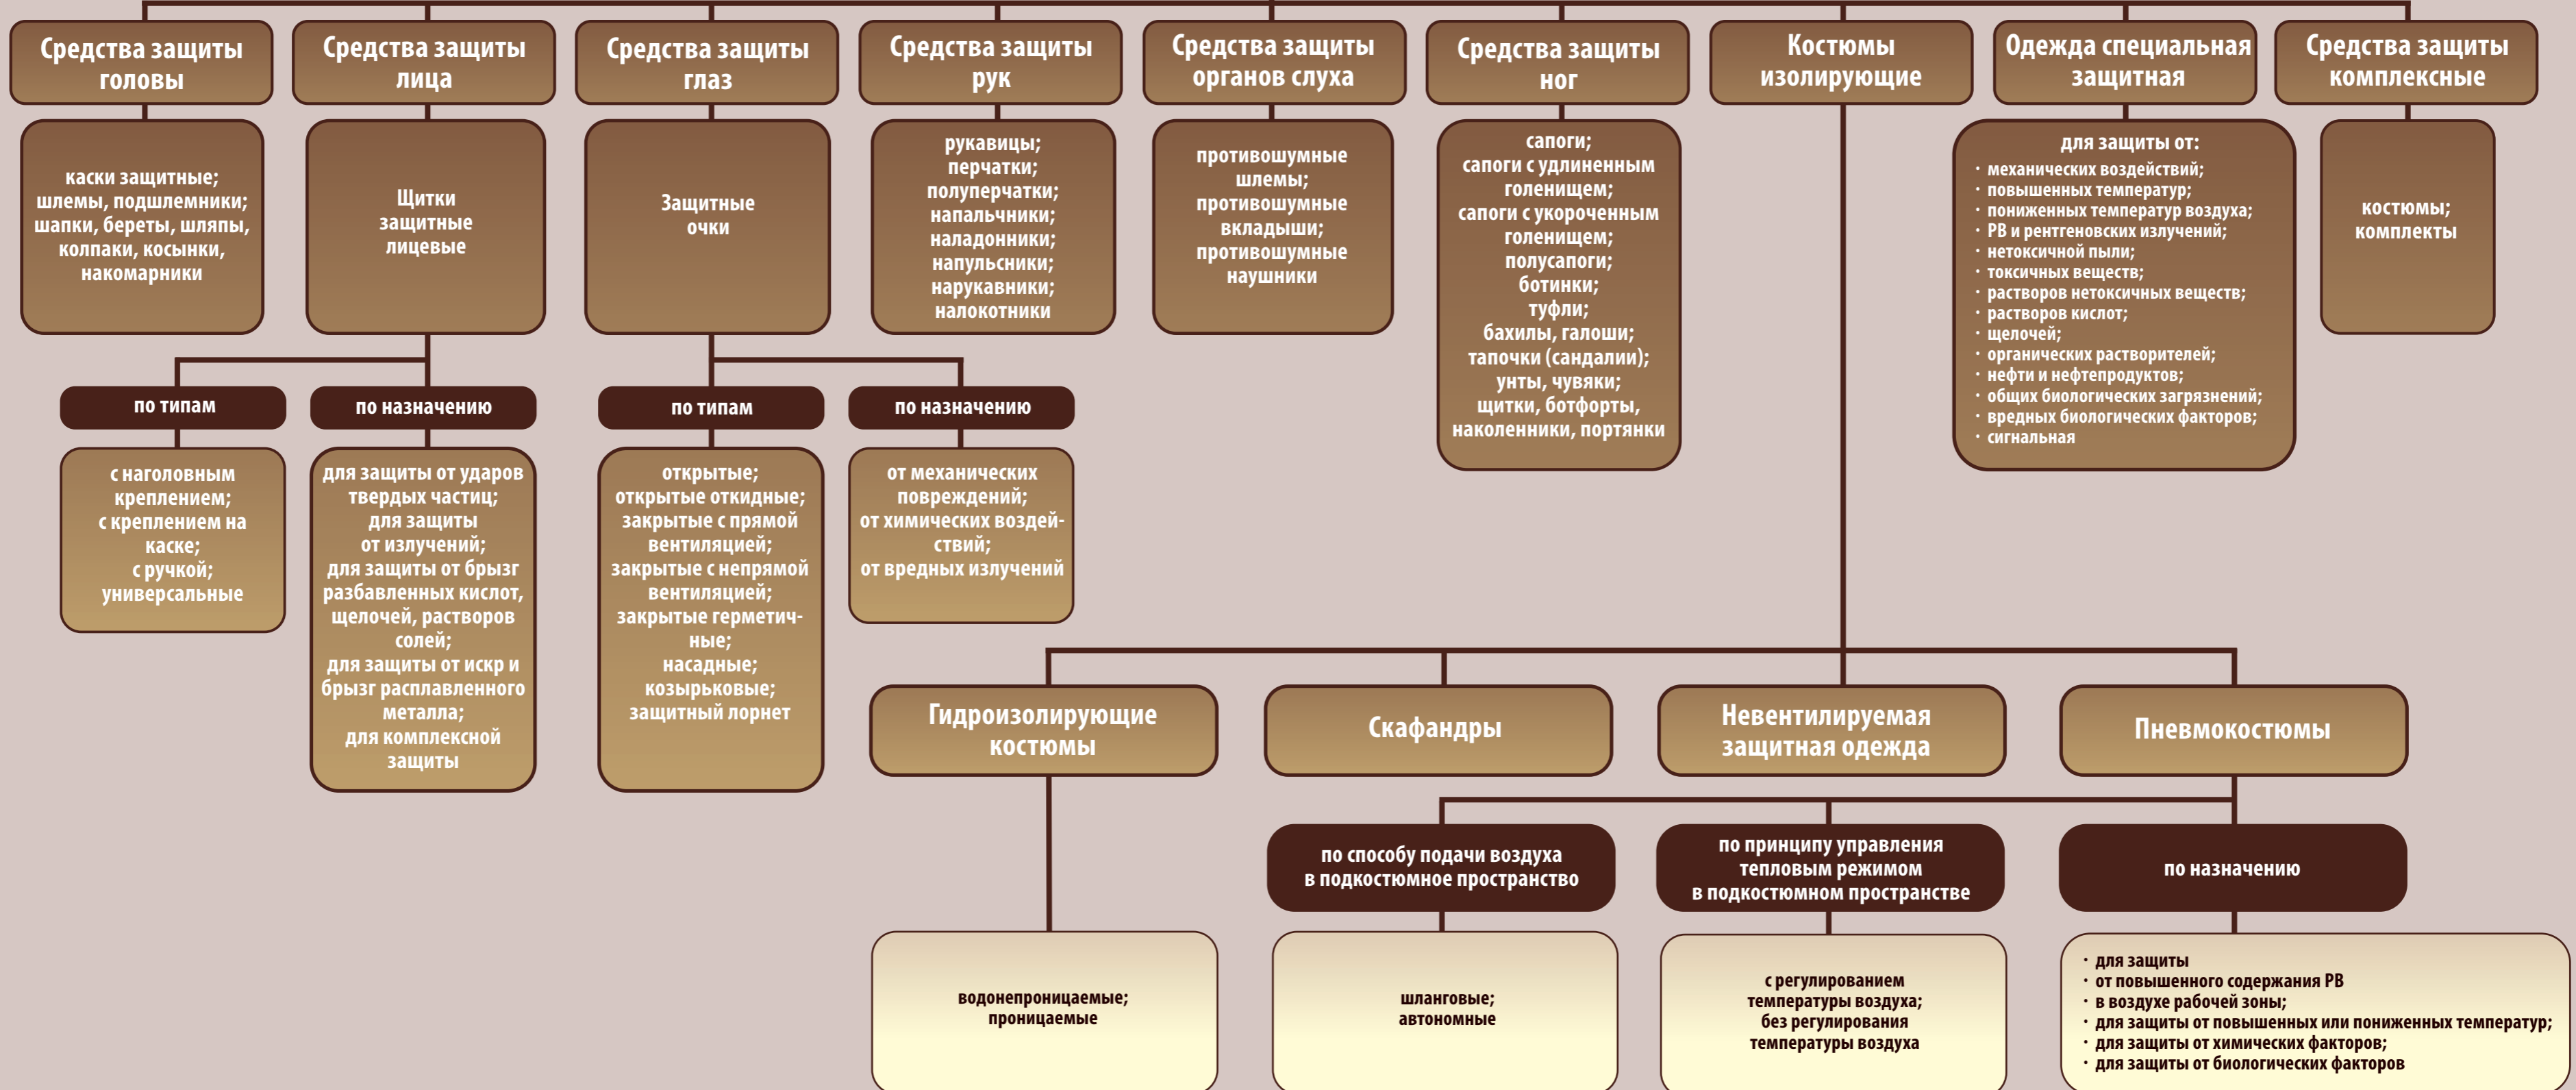 Средства защиты
головы
Средства защиты
лица
Средства защиты
глаз
Средства защиты
рук
Средства защиты
органов слуха
Средства защиты
ног
Костюмы
изолирующие
Одежда специальная
защитная
Средства защиты
комплексные
каски защитные;
шлемы, подшлемники;
шапки, береты, шляпы,
колпаки, косынки,
накомарники
Щитки
защитные
лицевые
Защитные
очки
рукавицы;
перчатки;
полуперчатки;
напальчники;
наладонники;
напульсники;
нарукавники;
налокотники
противошумные
шлемы;
противошумные
вкладыши;
противошумные
наушники
сапоги;
сапоги с удлиненным
голенищем;
сапоги с укороченным
голенищем;
полусапоги;
ботинки;
туфли;
бахилы, галоши;
тапочки (сандалии);
унты, чувяки;
щитки, ботфорты,
наколенники, портянки
для защиты от:
· механических воздействий;
· повышенных температур;
· пониженных температур воздуха;
· РВ и рентгеновских излучений;
· нетоксичной пыли;
· токсичных веществ;
· растворов нетоксичных веществ;
· растворов кислот;
· щелочей;
· органических растворителей;
· нефти и нефтепродуктов;
· общих биологических загрязнений;
· вредных биологических факторов;
· сигнальная
костюмы;
комплекты
по типам
по назначению
по типам
по назначению
с наголовным
креплением;
с креплением на
каске;
с ручкой;
универсальные
для защиты от ударов
твердых частиц;
для защиты
от излучений;
для защиты от брызг
разбавленных кислот,
щелочей, растворов
солей;
для защиты от искр и
брызг расплавленного
металла;
для комплексной
защиты
открытые;
открытые откидные;
закрытые с прямой
вентиляцией;
закрытые с непрямой
вентиляцией;
закрытые герметич-
ные;
насадные;
козырьковые;
защитный лорнет
от механических
повреждений;
от химических воздей-
ствий;
от вредных излучений
Гидроизолирующие
костюмы
Скафандры
Невентилируемая
защитная одежда
Пневмокостюмы
по способу подачи воздуха
в подкостюмное пространство
по принципу управления
тепловым режимом
в подкостюмном пространстве
по назначению
водонепроницаемые;
проницаемые
шланговые;
автономные
с регулированием
температуры воздуха;
без регулирования
температуры воздуха
· для защиты
· от повышенного содержания РВ
· в воздухе рабочей зоны;
· для защиты от повышенных или пониженных температур;
· для защиты от химических факторов;
· для защиты от биологических факторов